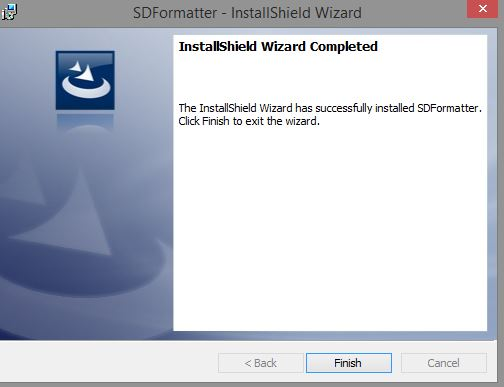 SDFormatter - InstallShield Wizard
InstallShield Wizard Completed
The InstallShield Wizard has successfully installed SDFormatter.
Click Finish to exit the wizard.
< Back
Finish
Cancel